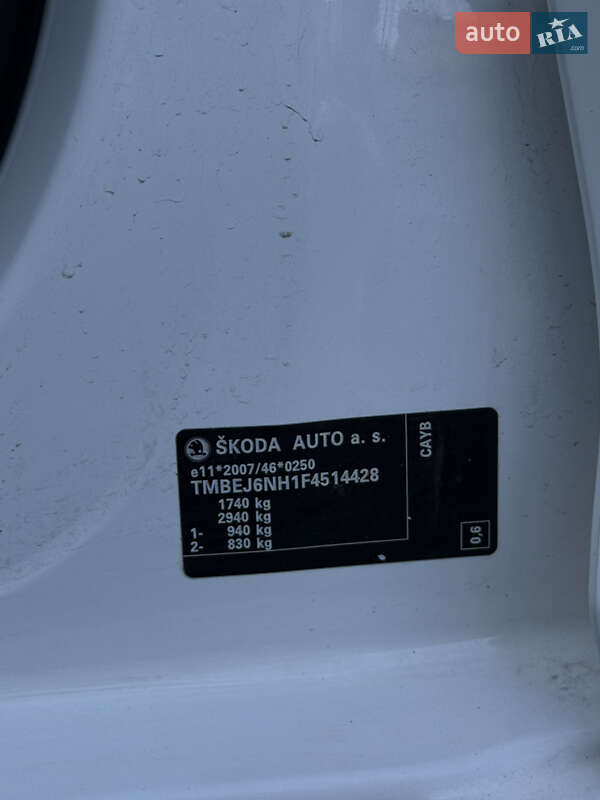 auto RIA
.com
ŠKODA AUTO a. s.
e11*2007/46*0250
TMBEJ6NH1F4514428
1740 kg
2940 kg
1- 940 kg
2- 830 kg
CAYB
0,6